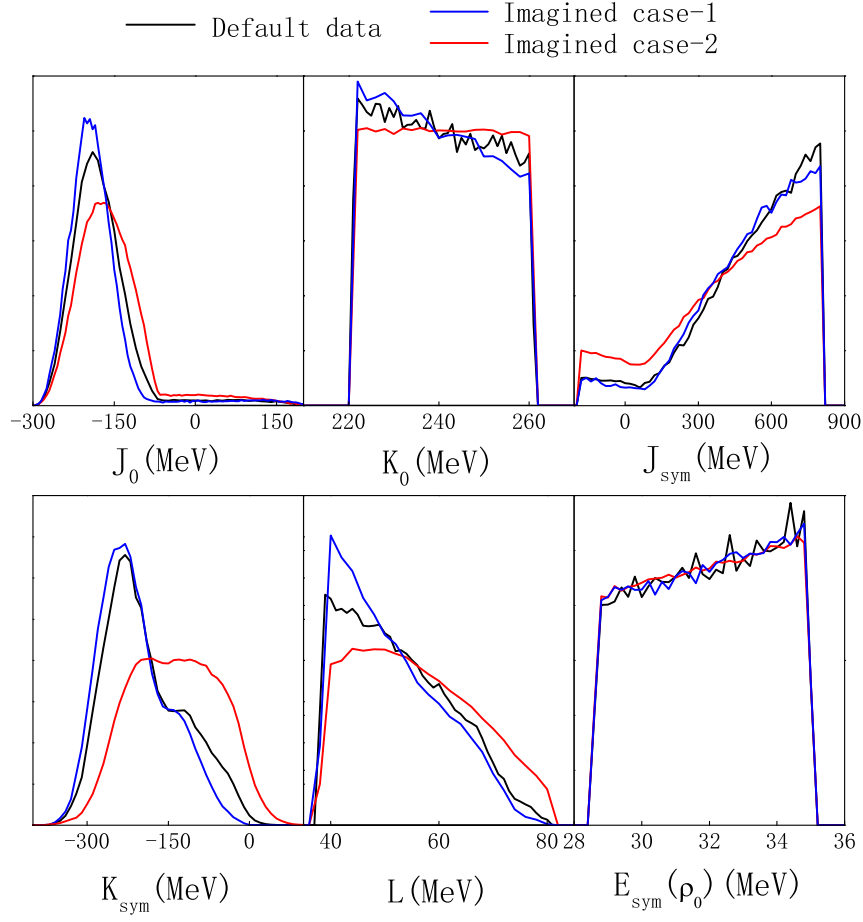 Default data
Imagined case-1
Imagined case-2
-300 -150 0 150
220 240 260
0 300 600 900
J0(MeV)
K0(MeV)
Jsym(MeV)
-300 -150 0
40 60 80
28 30 32 34 36
Ksym(MeV)
L(MeV)
Esym(ρ0)(MeV)